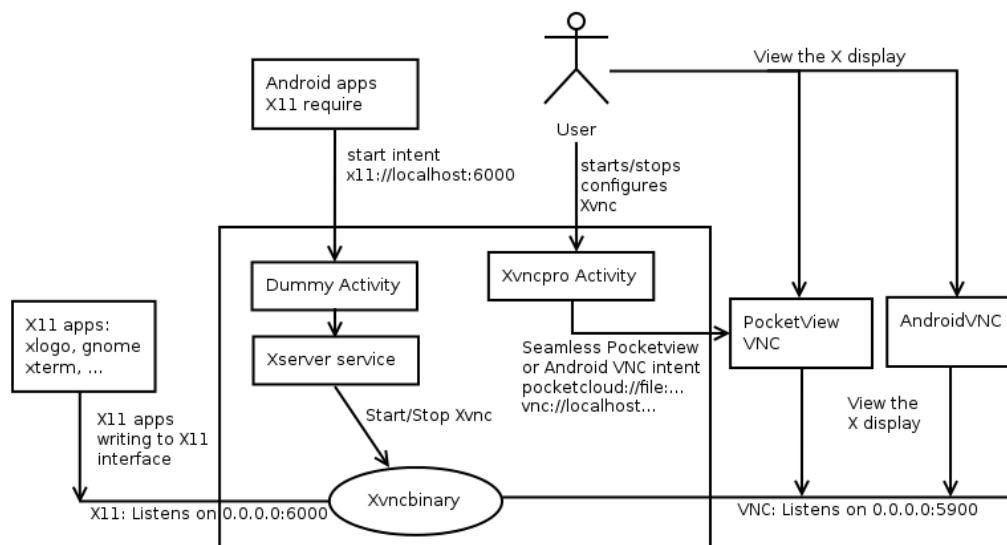 View the X display
Android apps
X11 require
User
start intent
x11://localhost:6000
starts/stops
configures
Xvnc
Dummy Activity
Xvncpro Activity
X11 apps:
xlogo, gnome
xterm, ...
Xserver service
PocketView
VNC
AndroidVNC
Seamless Pocketview
or Android VNC intent
pocketcloud://file:...
vnc://localhost...
X11 apps
writing to X11
interface
Start/Stop Xvnc
View the
X display
Xvncbinary
X11: Listens on 0.0.0.0:6000
VNC: Listens on 0.0.0.0:5900